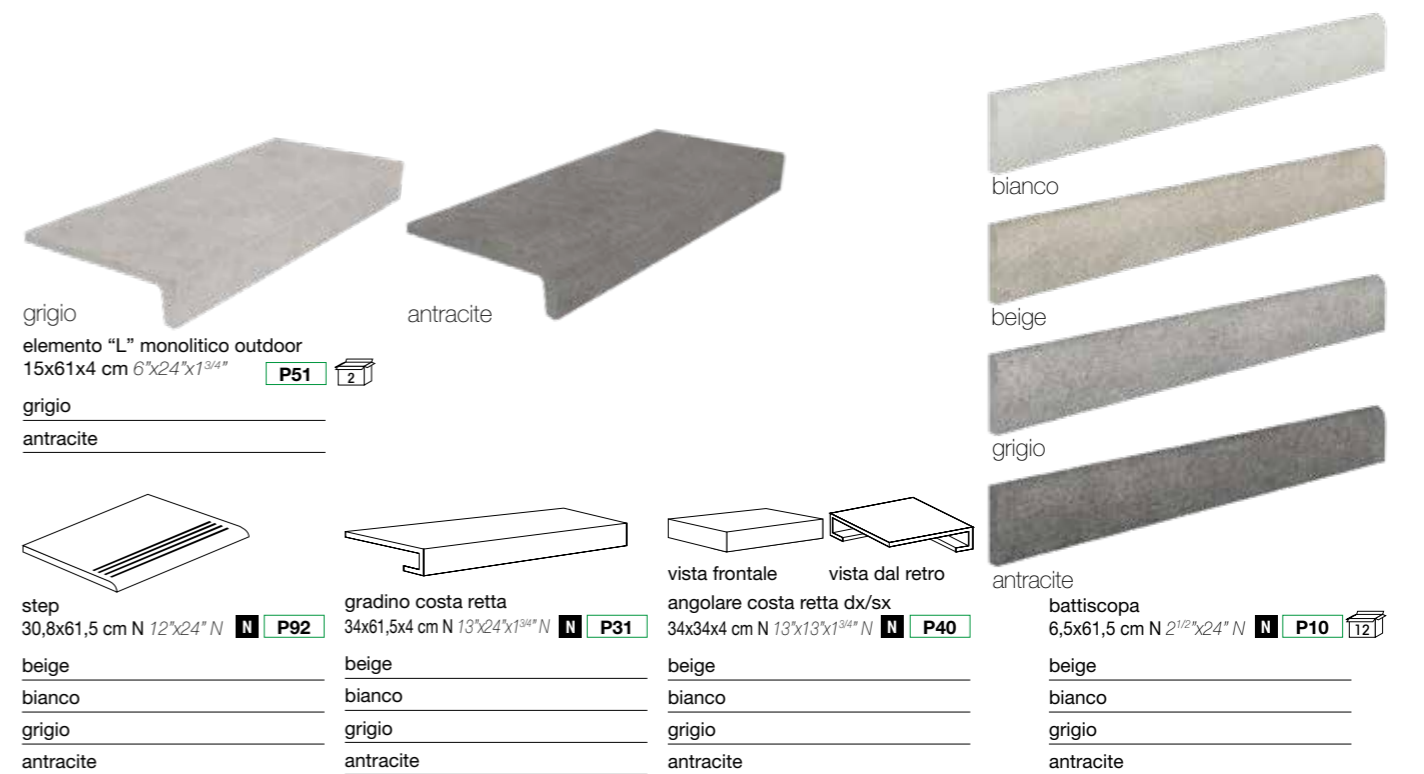 grigio
antracite
elemento “L” monolitico outdoor
15x61x4 cm 6"x24"x1 3/4" P51 2
grigio
antracite
bianco
beige
grigio
antracite
step
30,8x61,5 cm N 12"x24" N N P92
beige
bianco
grigio
antracite
gradino costa retta
34x61,5x4 cm N 13"x24"x1 3/4" N N P31
beige
bianco
grigio
antracite
vista frontale vista dal retro
angolare costa retta dx/sx
34x34x4 cm N 13"x13"x1 3/4" N N P40
beige
bianco
grigio
antracite
battiscopa
6,5x61,5 cm N 2 1/2"x24" N N P10 12
beige
bianco
grigio
antracite